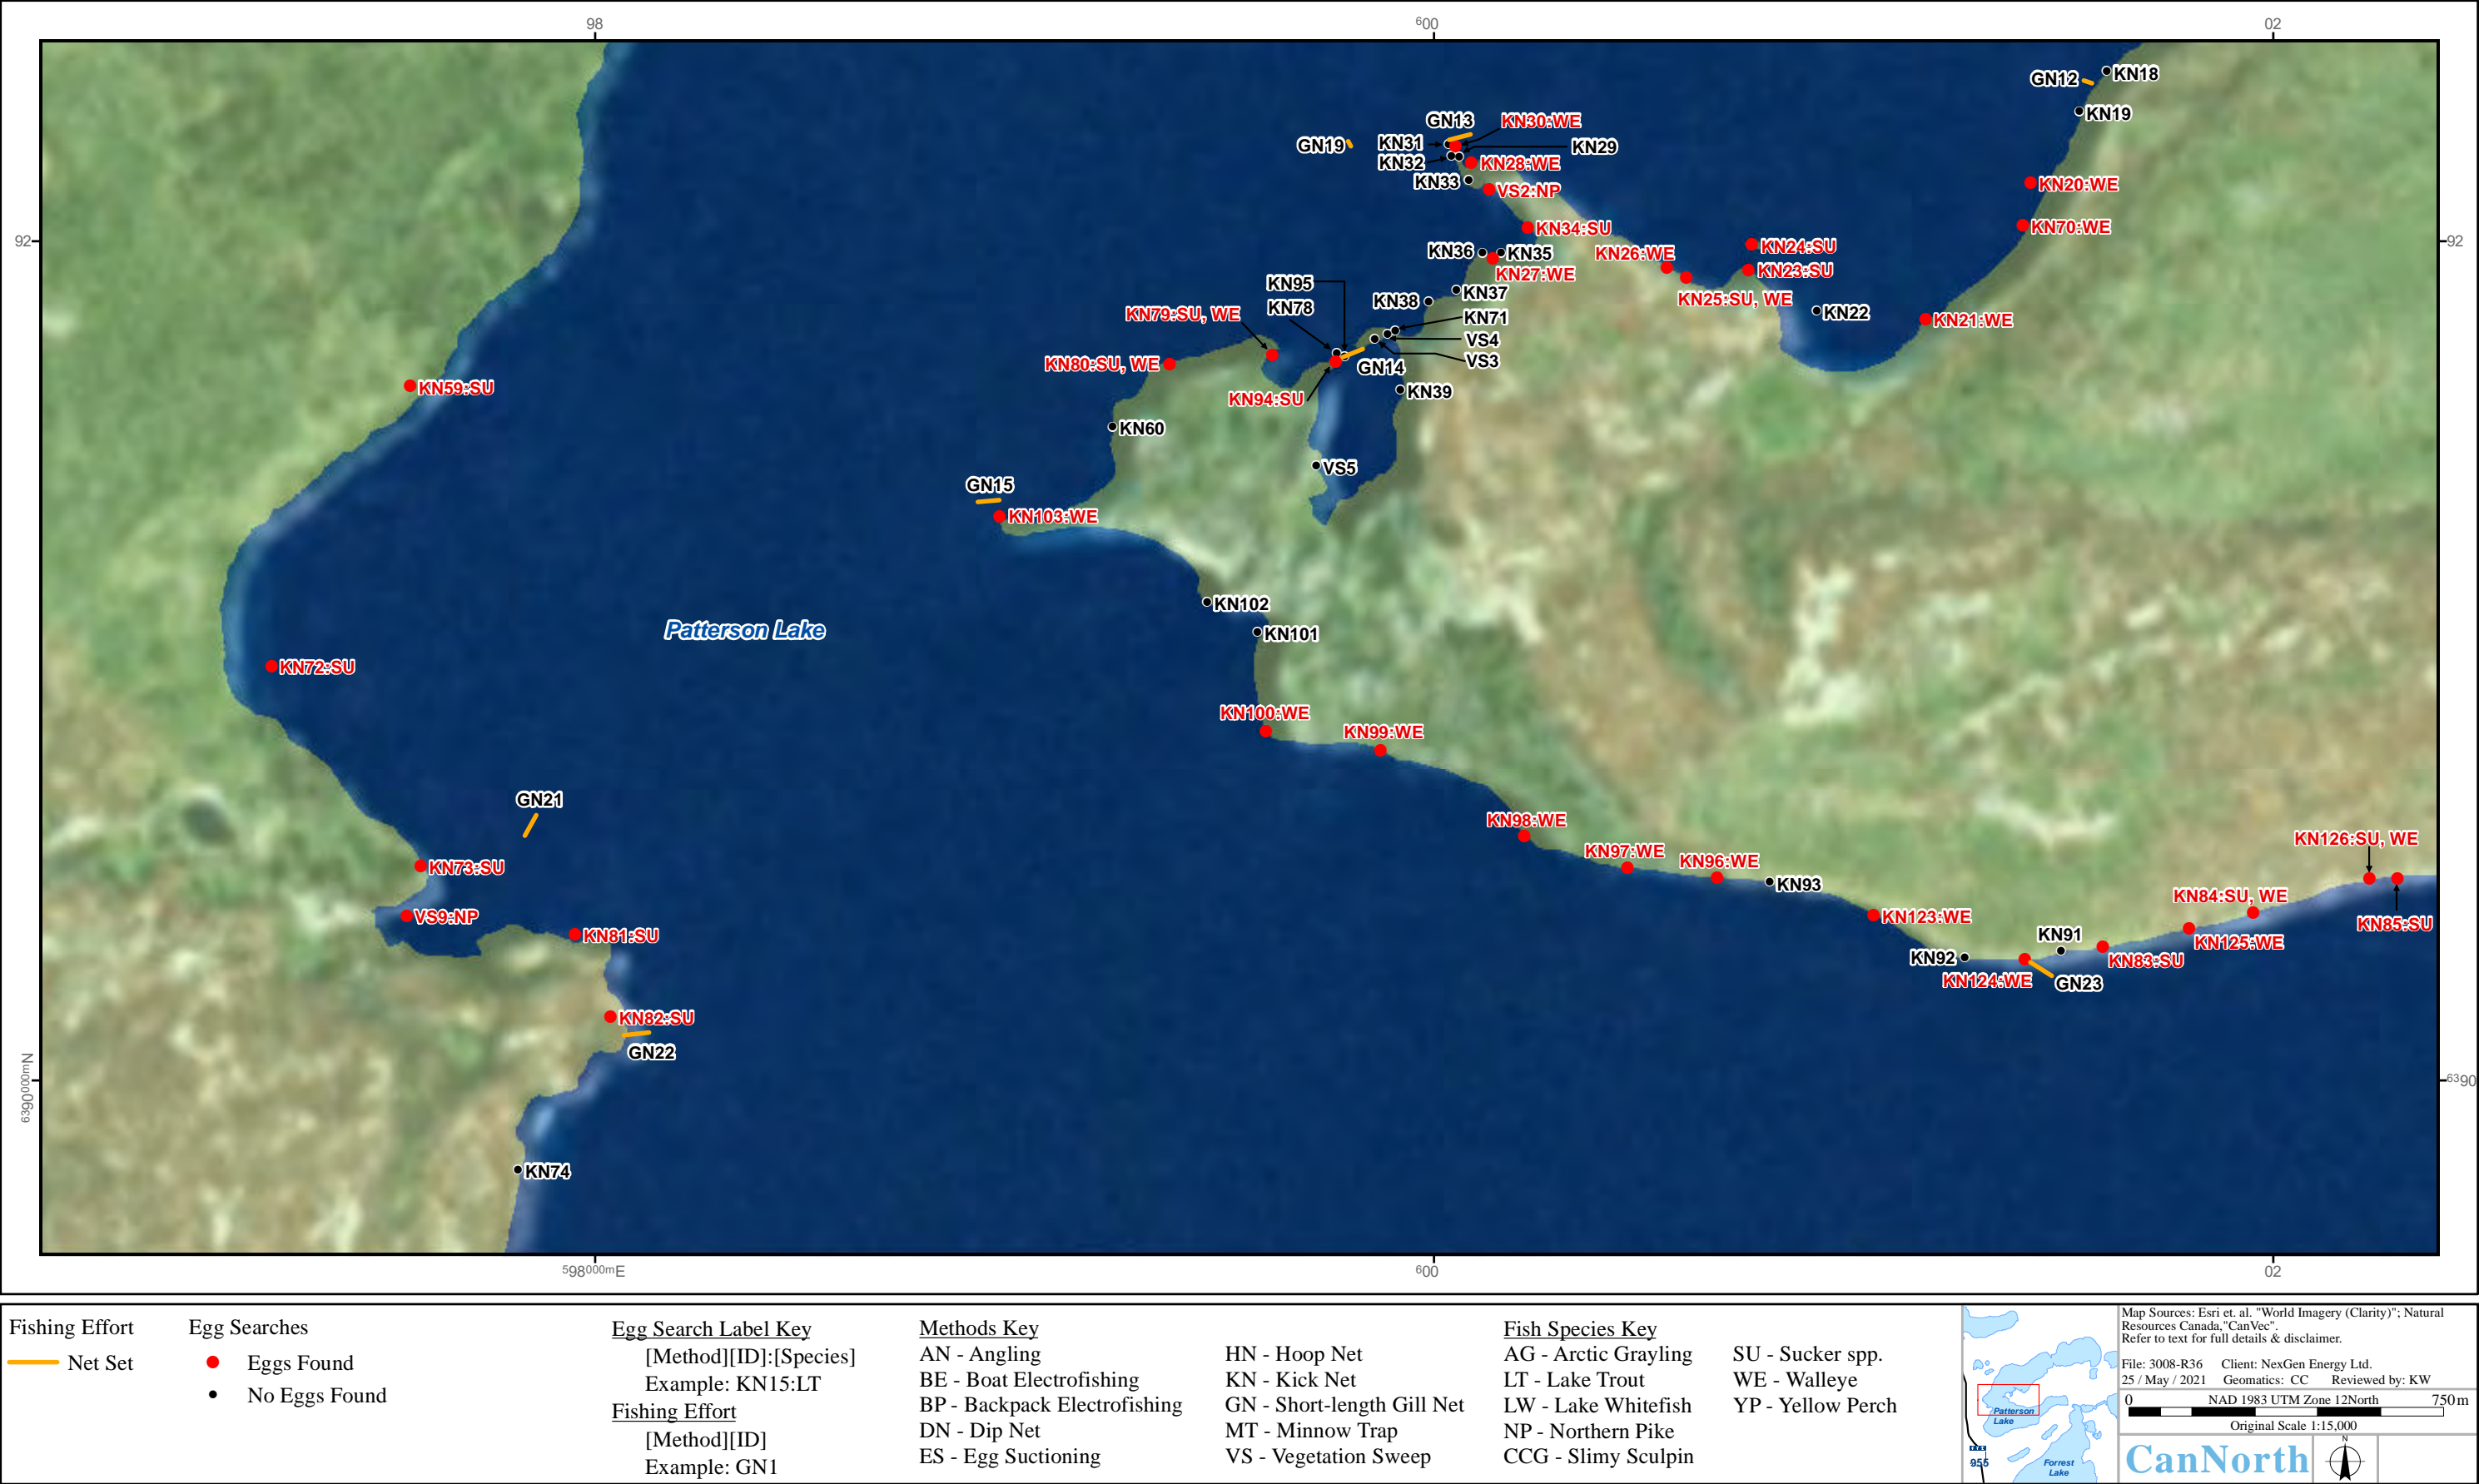 98
600
02
GN12
KN18
KN19
GN13
KN30:WE
GN19
KN31
KN29
KN32
KN28:WE
KN33
VS2:NP
KN20:WE
KN34:SU
KN70:WE
92
92
KN36
KN35
KN26:WE
KN24:SU
KN27:WE
KN23:SU
KN95
KN37
KN25:SU, WE
KN38
KN78
KN79:SU, WE
KN71
KN22
KN21:WE
VS4
KN80:SU, WE
VS3
GN14
KN59:SU
KN94:SU
KN39
KN60
VS5
GN15
KN103:WE
KN102
Patterson Lake
KN101
KN72:SU
KN100:WE
KN99:WE
GN21
KN98:WE
KN126:SU, WE
KN97:WE
KN96:WE
KN73:SU
KN93
KN84:SU, WE
VS9:NP
KN123:WE
KN85:SU
KN81:SU
KN91
KN125:WE
KN92
KN83:SU
KN124:WE
GN23
KN82:SU
GN22
6390000mN
6390
KN74
598000mE
600
02
Fishing Effort
Net Set
Egg Searches
Eggs Found
No Eggs Found
Egg Search Label Key
[Method][ID]:[Species]
Example: KN15:LT
Fishing Effort
[Method][ID]
Example: GN1
Methods Key
AN - Angling
BE - Boat Electrofishing
BP - Backpack Electrofishing
DN - Dip Net
ES - Egg Suctioning
HN - Hoop Net
KN - Kick Net
GN - Short-length Gill Net
MT - Minnow Trap
VS - Vegetation Sweep
Fish Species Key
AG - Arctic Grayling
LT - Lake Trout
LW - Lake Whitefish
NP - Northern Pike
CCG - Slimy Sculpin
SU - Sucker spp.
WE - Walleye
YP - Yellow Perch
Patterson
Lake
955
Forrest
Lake
Map Sources: Esri et. al. "World Imagery (Clarity)"; Natural
Resources Canada,"CanVec".
Refer to text for full details & disclaimer.
File: 3008-R36 Client: NexGen Energy Ltd.
25 / May / 2021 Geomatics: CC Reviewed by: KW
0 NAD 1983 UTM Zone 12North 750 m
Original Scale 1:15,000
CanNorth
N